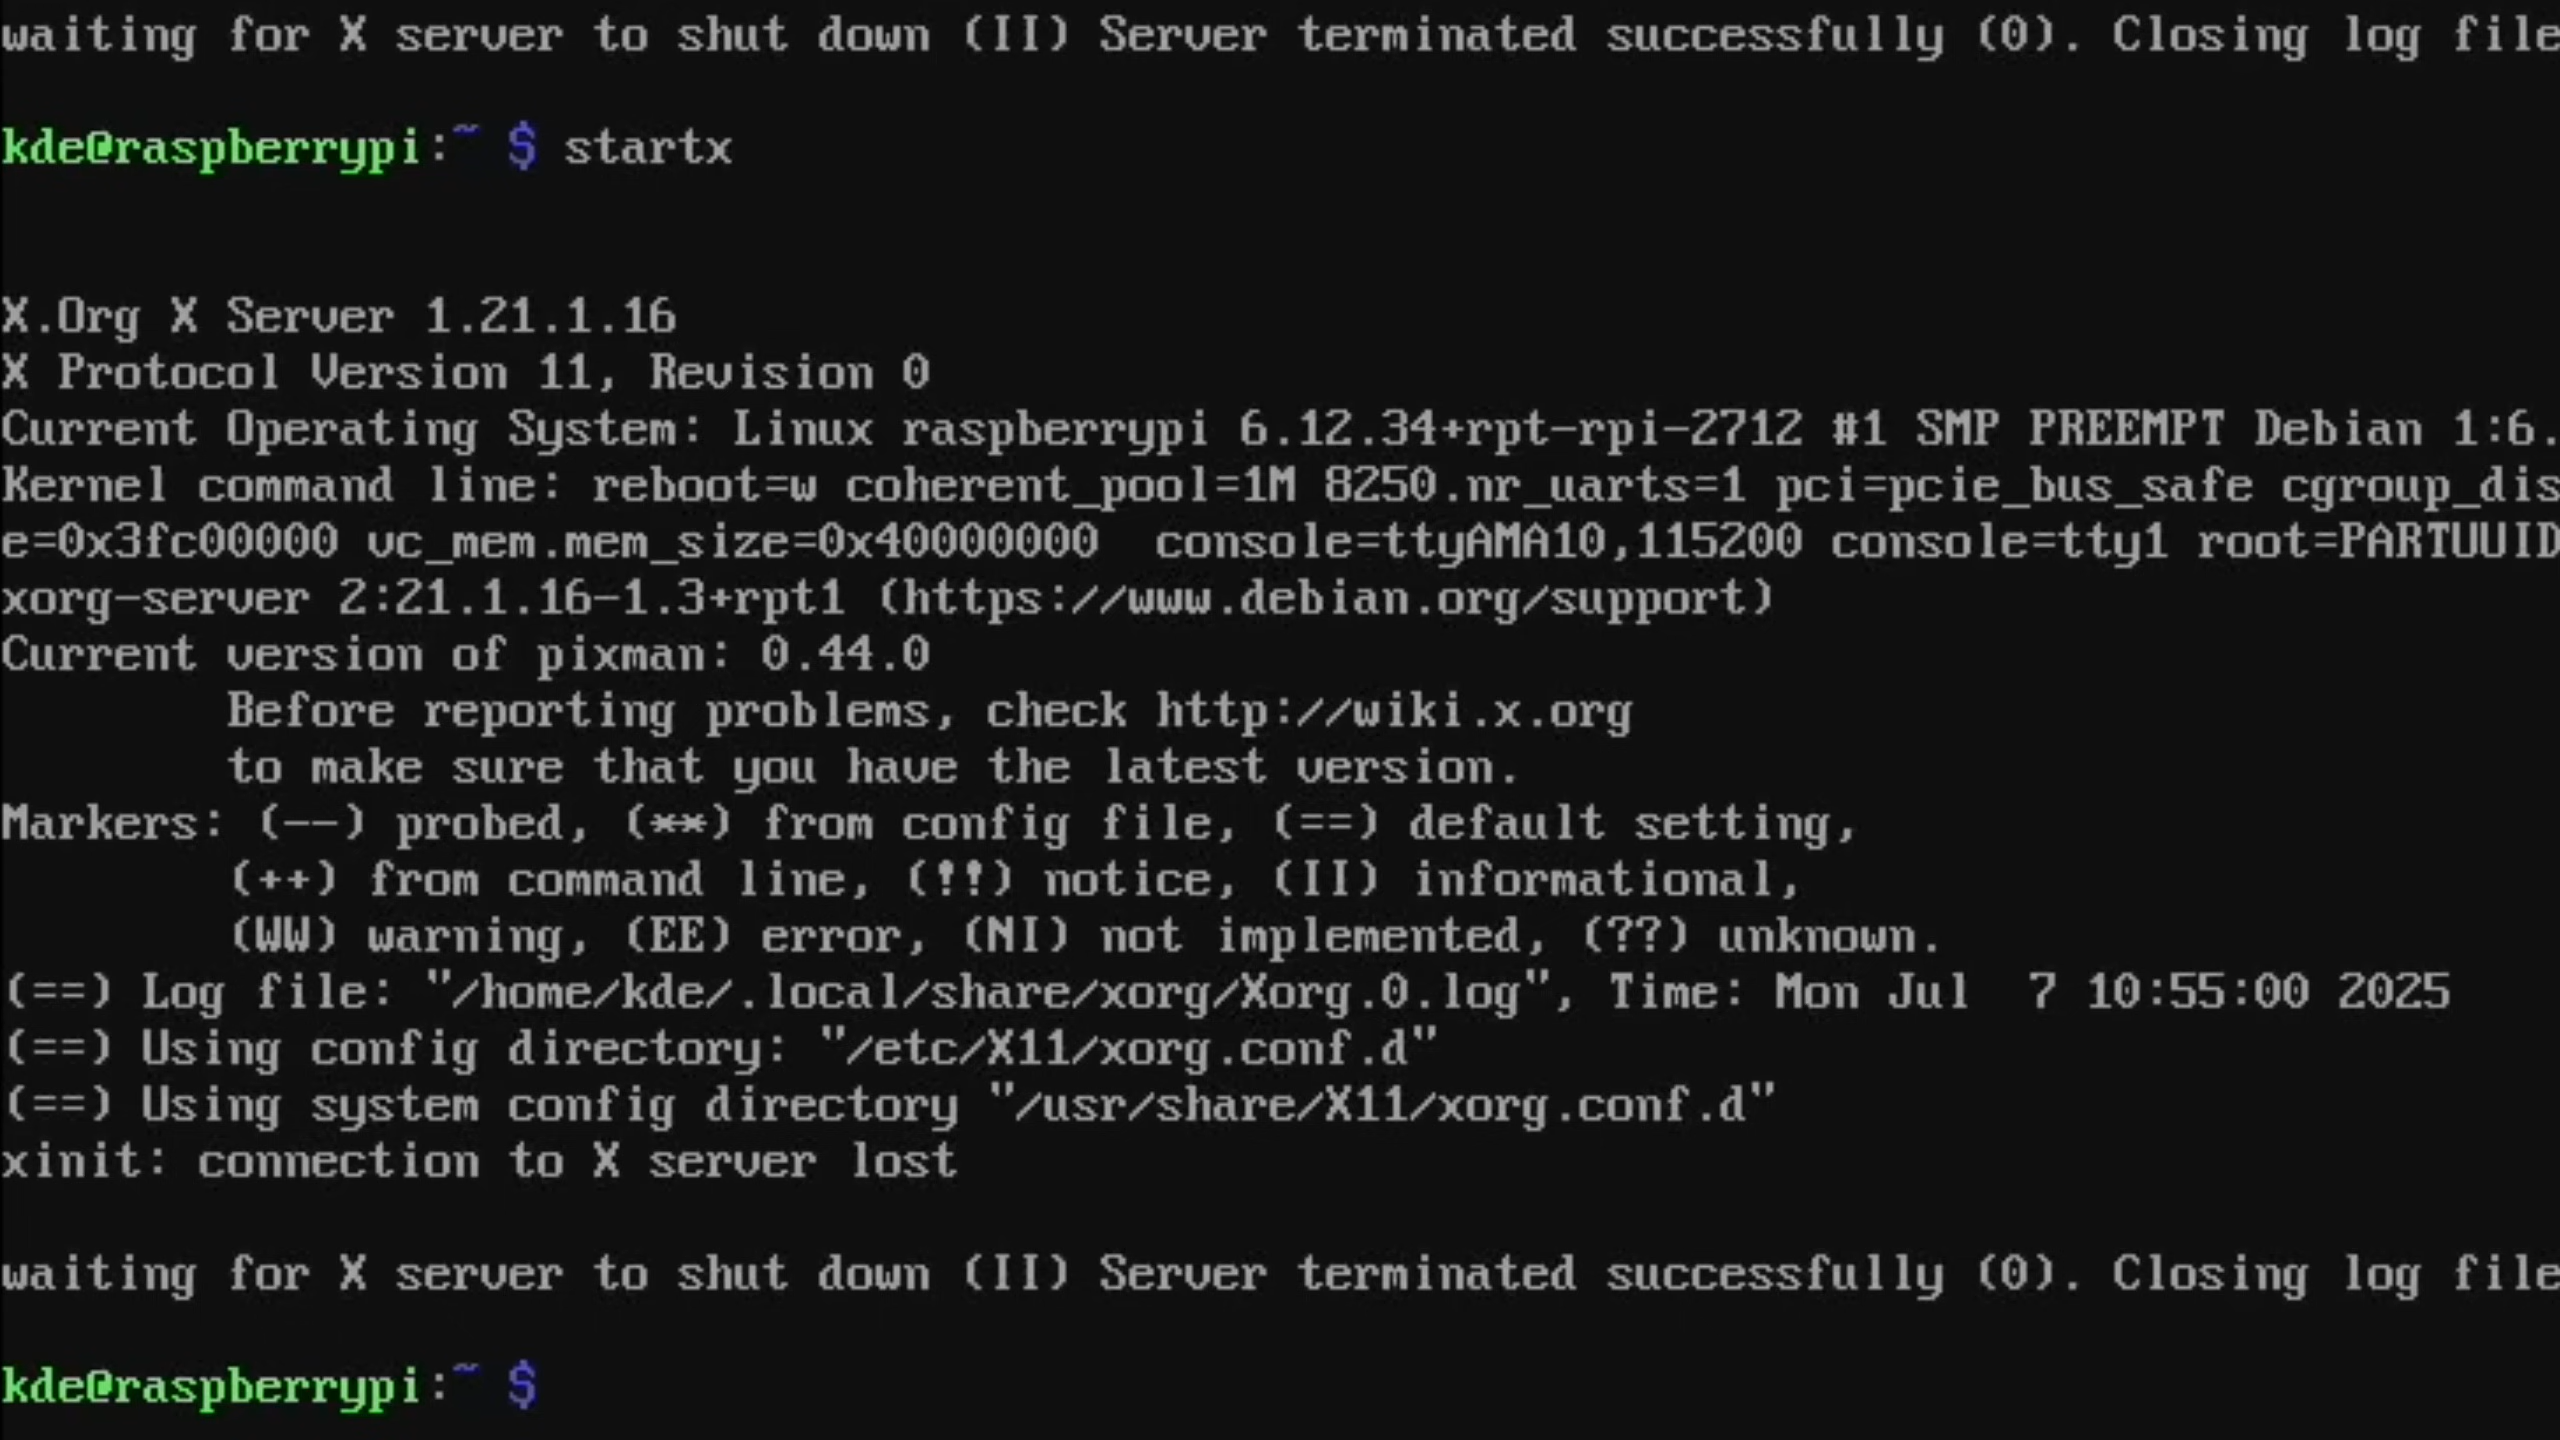 waiting for X server to shut down (II) Server terminated successfully (0). Closing log file
kde@raspberrypi:~ $ startx
X.Org X Server 1.21.1.16
X Protocol Version 11, Revision 0
Current Operating System: Linux raspberrypi 6.12.34+rpt-rpi-2712 #1 SMP PREEMPT Debian 1:6.
Kernel command line: reboot=w coherent_pool=1M 8250.nr_uarts=1 pci=pcie_bus_safe cgroup_dis
e=0x3fc00000 vc_mem.mem_size=0x40000000  console=ttyAMA10,115200 console=tty1 root=PARTUUID
xorg-server 2:21.1.16-1.3+rpt1 (https://www.debian.org/support)
Current version of pixman: 0.44.0
Before reporting problems, check http://wiki.x.org
to make sure that you have the latest version.
Markers: (--) probed, (**) from config file, (==) default setting,
(++) from command line, (!!) notice, (II) informational,
(WW) warning, (EE) error, (NI) not implemented, (??) unknown.
(==) Log file: "/home/kde/.local/share/xorg/Xorg.0.log", Time: Mon Jul  7 10:55:00 2025
(==) Using config directory: "/etc/X11/xorg.conf.d"
(==) Using system config directory "/usr/share/X11/xorg.conf.d"
xinit: connection to X server lost
waiting for X server to shut down (II) Server terminated successfully (0). Closing log file
kde@raspberrypi:~ $